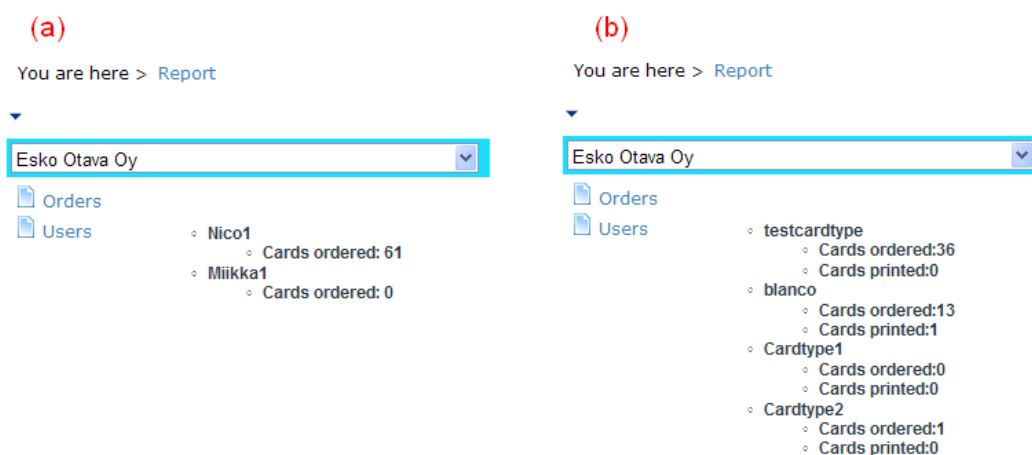 (a)
You are here > Report
Esko Otava Oy
Orders
Users
Nico1
Cards ordered: 61
Miikka1
Cards ordered: 0
(b)
You are here > Report
Esko Otava Oy
Orders
Users
testcardtype
Cards ordered:36
Cards printed:0
blanco
Cards ordered:13
Cards printed:1
Cardtype1
Cards ordered:0
Cards printed:0
Cardtype2
Cards ordered:1
Cards printed:0